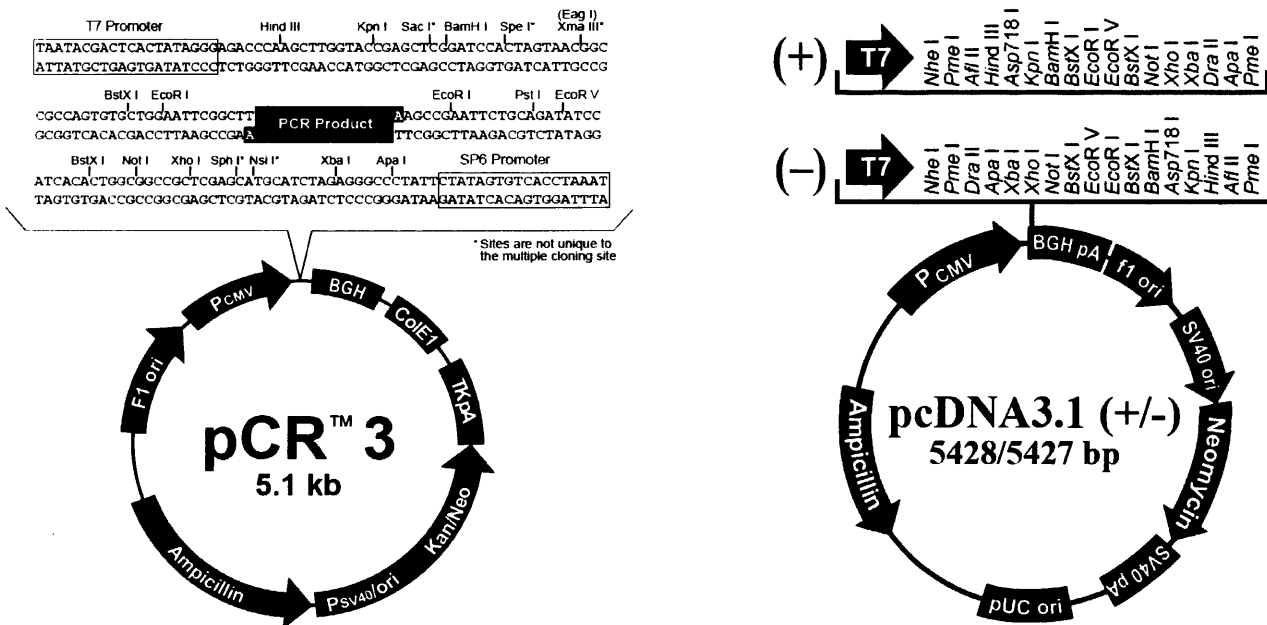 T7 Promoter
Hind III Kpn I Sac I* BamH I Spe I* (Eag I) Xma III*
TAATACGACTCACTATAGGGAGACCCAAGCTTGGTACCGAGCTCGGATCCACTAGTAACGGC
ATTATGCTGAGTGATATCCCTCTGGGTTCGAACCATGGCTCGAGCCTAGGTGATCATTGCCG
BstX I EcoR I EcoR I Pst I EcoR V
CGCCAGTGTGCTGGAATTCGGCTT PCR Product AAGCCGAATTCTGCAGATATCC
GCGGTCACACGACCTTAAGCCGAA TTCGGCTTAAGACGTCTATAGG
BstX I Not I Xho I Sph I* Nsi I* Xba I Apa I SP6 Promoter
ATCACACTGGCGGCCGCTCGAGCATGCATCTAGAGGGCCCTATTCTATAGTGTCACCTAAAT
TAGTGTGACCGCCGGCGAGCTCGTACGTAGATCTCCCGGGATAAGATATCACAGTGGATTTA
* Sites are not unique to
the multiple cloning site
PCMV
BGH
ColE1
TKpA
Kan/Neo
PSV40/ori
Ampicillin
F1 ori
pCR™ 3
5.1 kb
(+) T7 Nhe I Pme I Afl II Hind III Asp718 I Kpn I BamH I BstX I EcoR I EcoR V BstX I Not I Xho I Xba I Dra II Apa I Pme I
(–) T7 Nhe I Pme I Dra II Apa I Xba I Xho I Not I BstX I EcoR V EcoR I BstX I BamH I Asp718 I Kpn I Hind III Afl II Pme I
PCMV
BGH pA
f1 ori
SV40 ori
Neomycin
SV40 pA
pUC ori
Ampicillin
pcDNA3.1 (+/-)
5428/5427 bp